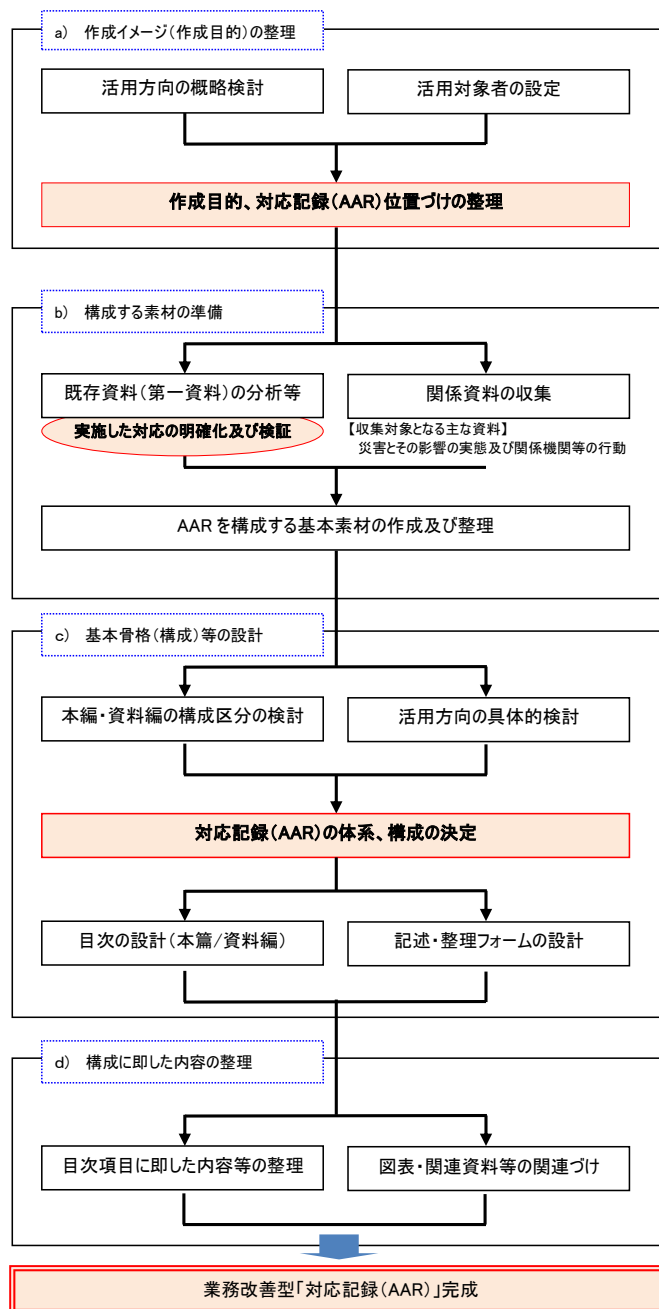 a) 作成イメージ(作成目的)の整理
活用方向の概略検討
活用対象者の設定
作成目的、対応記録(AAR)位置づけの整理
b) 構成する素材の準備
既存資料(第一資料)の分析等
関係資料の収集
実施した対応の明確化及び検証
【収集対象となる主な資料】
災害とその影響の実態及び関係機関等の行動
AARを構成する基本素材の作成及び整理
c) 基本骨格(構成)等の設計
本編・資料編の構成区分の検討
活用方向の具体的検討
対応記録(AAR)の体系、構成の決定
目次の設計(本篇/資料編)
記述・整理フォームの設計
d) 構成に即した内容の整理
目次項目に即した内容等の整理
図表・関連資料等の関連づけ
業務改善型「対応記録(AAR)」完成